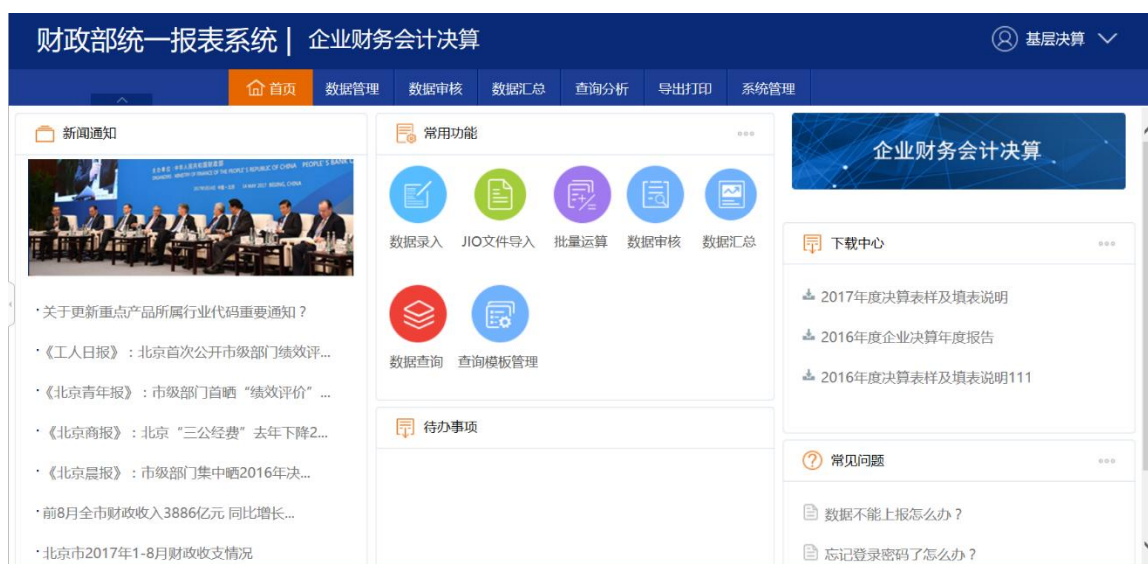 财政部统一报表系统 | 企业财务会计决算
基层决算
首页 数据管理 数据审核 数据汇总 查询分析 导出打印 系统管理
新闻通知
·关于更新重点产品所属行业代码重要通知？
·《工人日报》：北京首次公开市级部门绩效评...
·《北京青年报》：市级部门首晒“绩效评价”...
·《北京商报》：北京“三公经费”去年下降2...
·《北京晨报》：市级部门集中晒2016年决...
·前8月全市财政收入3886亿元 同比增长...
·北京市2017年1-8月财政收支情况
常用功能
数据录入 JIO文件导入 批量运算 数据审核 数据汇总
数据查询 查询模板管理
待办事项
企业财务会计决算
下载中心
2017年度决算表样及填表说明
2016年度企业决算年度报告
2016年度决算表样及填表说明111
常见问题
数据不能上报怎么办？
忘记登录密码了怎么办？